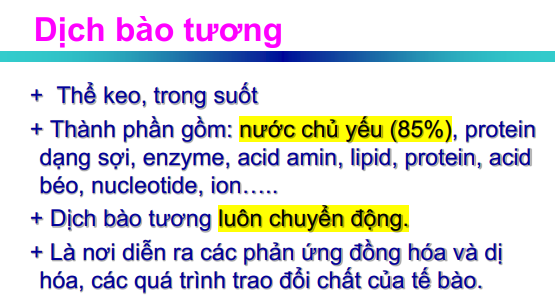 Dịch bào tương
+ Thể keo, trong suốt
+ Thành phần gồm: nước chủ yếu (85%), protein
dạng sợi, enzyme, acid amin, lipid, protein, acid
béo, nucleotide, ion…..
+ Dịch bào tương luôn chuyển động.
+ Là nơi diễn ra các phản ứng đồng hóa và dị
hóa, các quá trình trao đổi chất của tế bào.